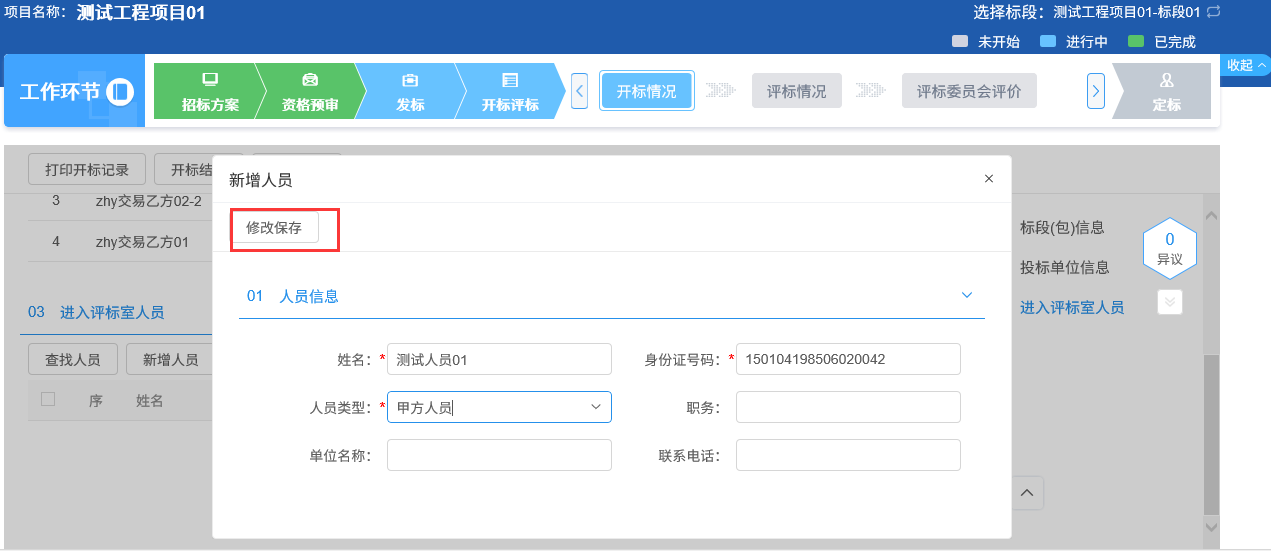 项目名称： 测试工程项目01
选择标段：测试工程项目01-标段01
未开始 进行中 已完成
收起
工作环节
招标方案 资格预审 发标 开标评标 开标情况 评标情况 评标委员会评价 定标
打印开标记录 开标结
新增人员 ×
3 zhy交易乙方02-2
修改保存
4 zhy交易乙方01
标段(包)信息
0
异议
投标单位信息
进入评标室人员
01 人员信息
03 进入评标室人员
查找人员 新增人员
序 姓名
姓名： * 测试人员01 身份证号码： * 150104198506020042
人员类型： * 甲方人员 职务：
单位名称： 联系电话：